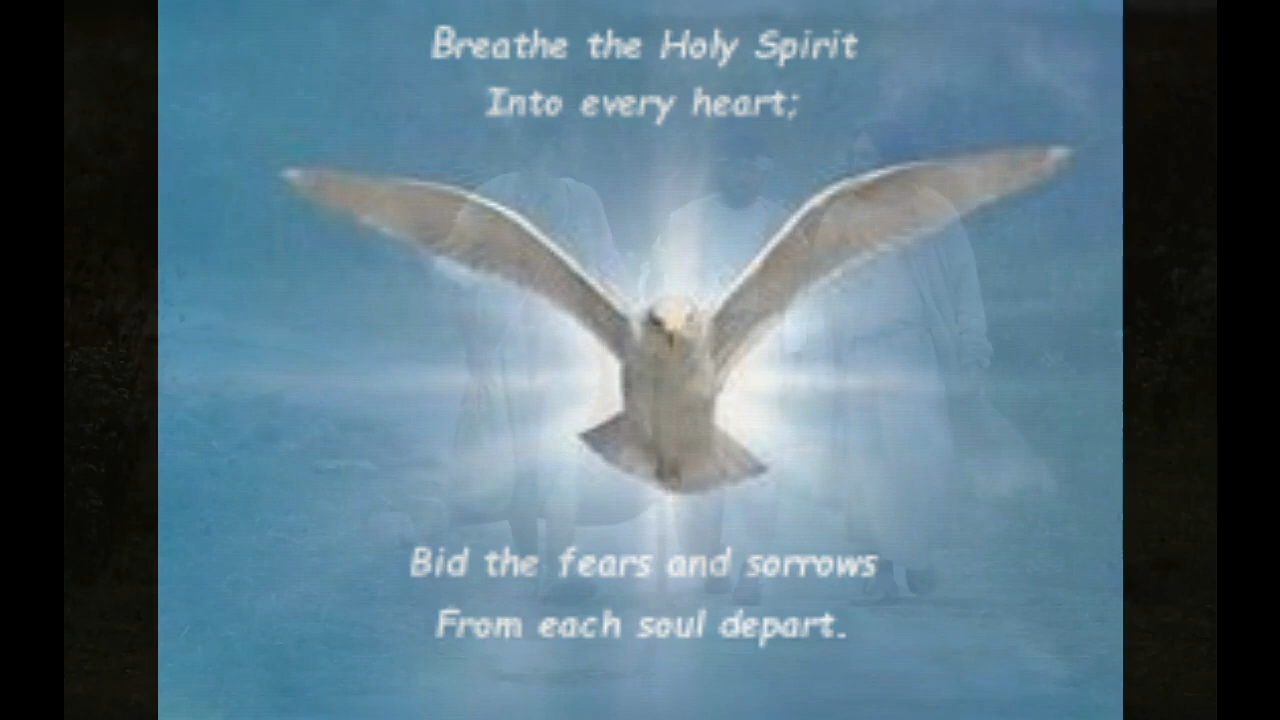 Breathe the Holy Spirit
Into every heart;
Bid the fears and sorrows
From each soul depart.